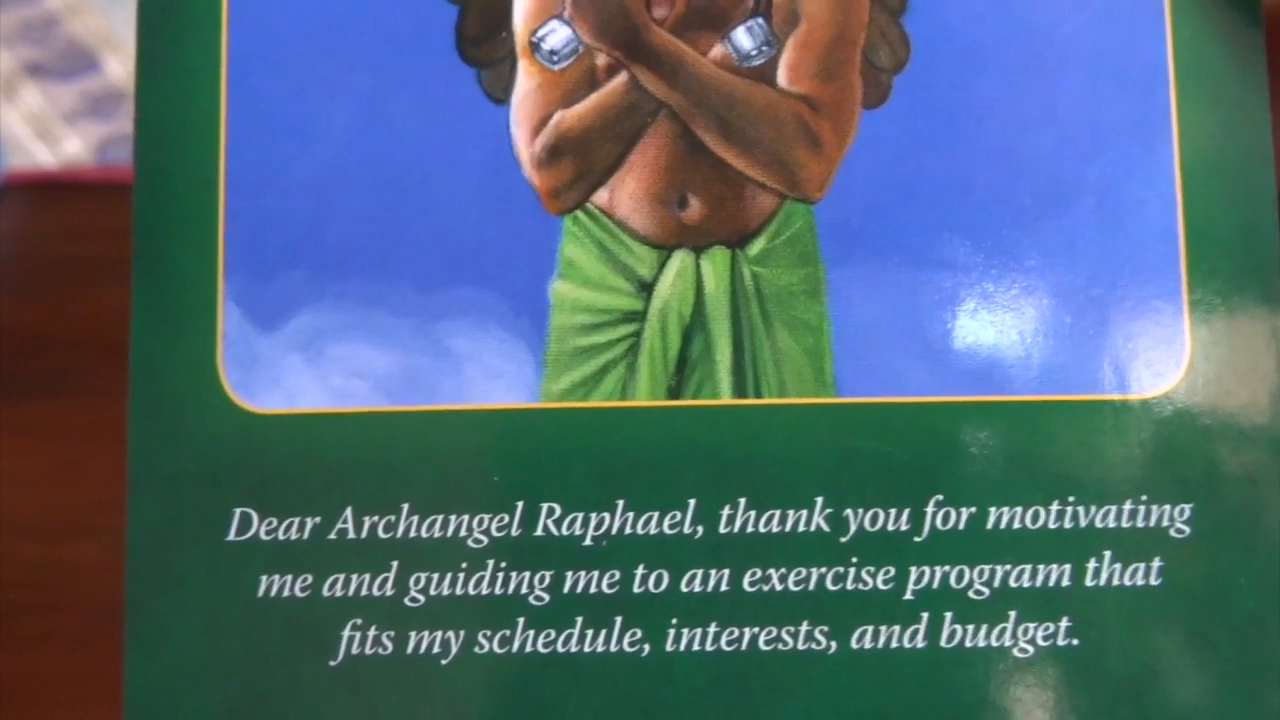 Dear Archangel Raphael, thank you for motivating
me and guiding me to an exercise program that
fits my schedule, interests, and budget.